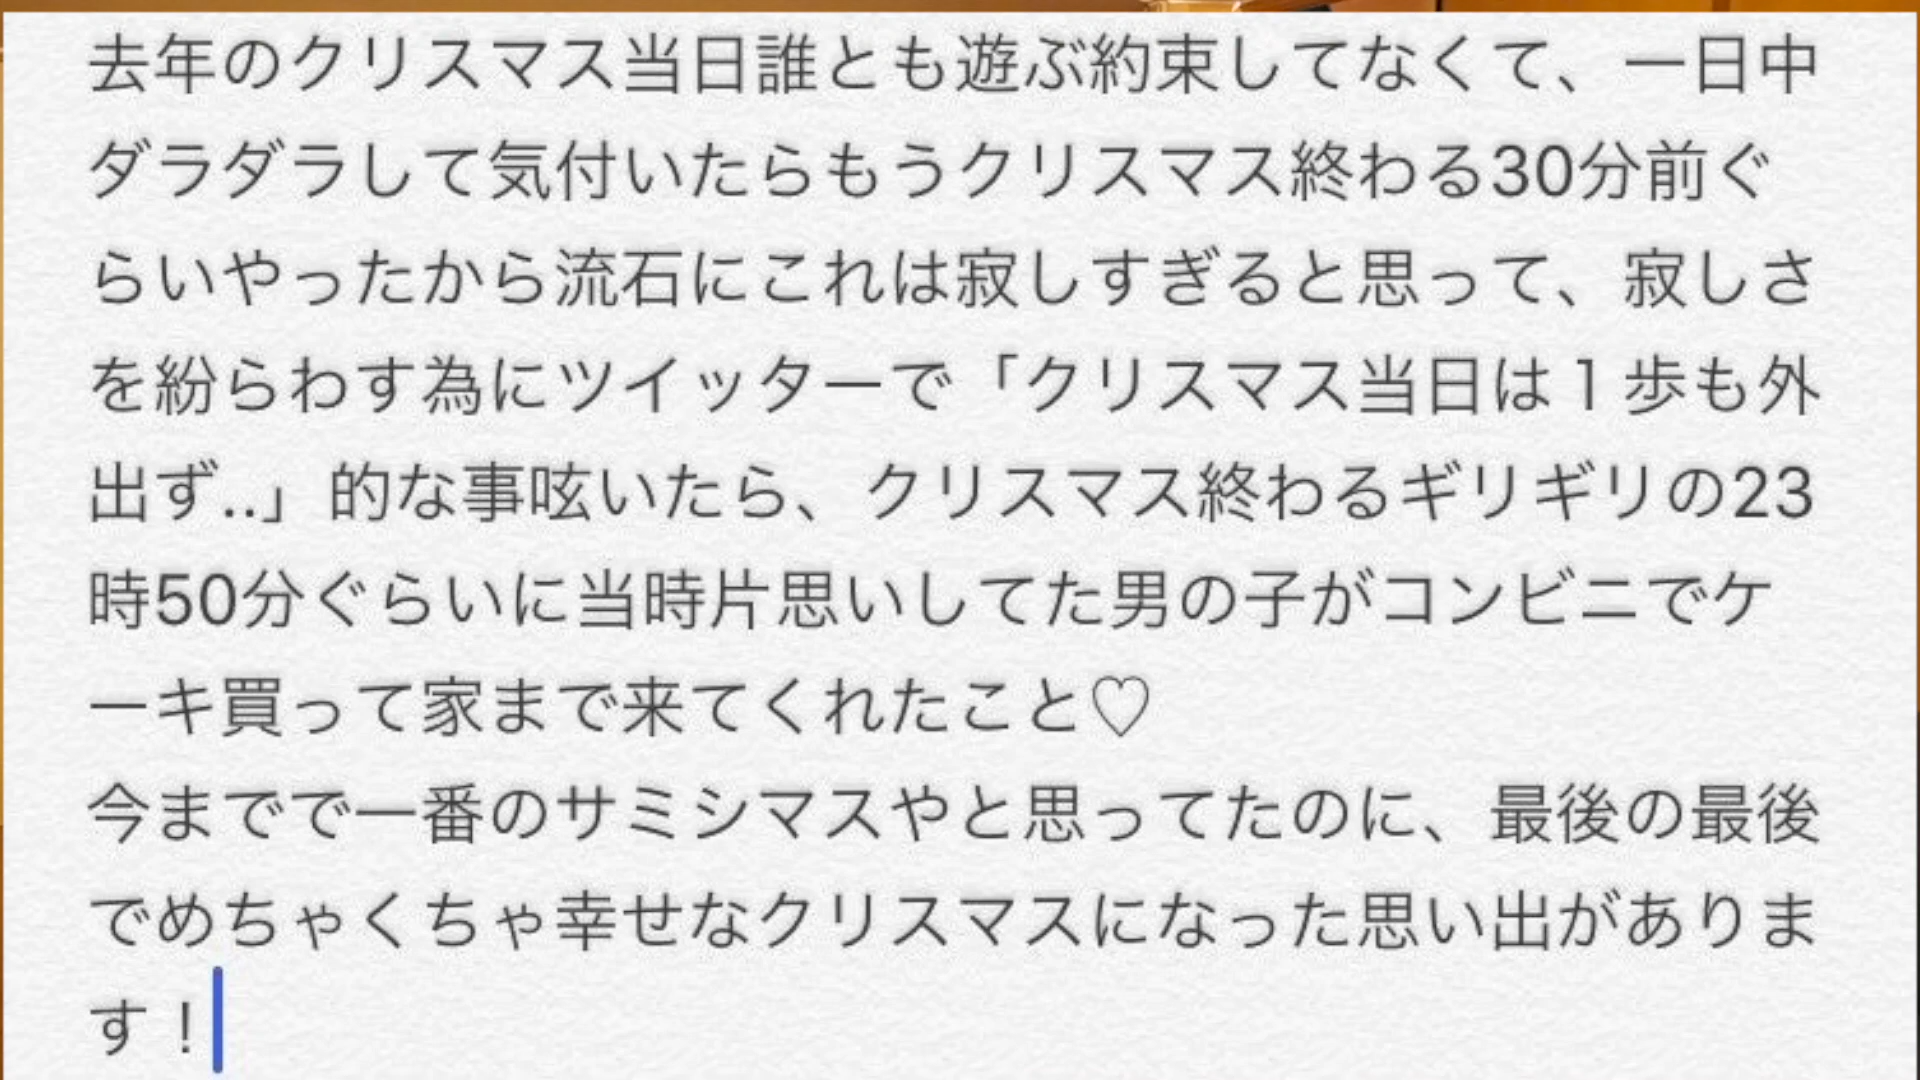 去年のクリスマス当日誰とも遊ぶ約束してなくて、一日中
ダラダラして気付いたらもうクリスマス終わる30分前ぐ
らいやったから流石にこれは寂しすぎると思って、寂しさ
を紛らわす為にツイッターで「クリスマス当日は１歩も外
出ず..」的な事呟いたら、クリスマス終わるギリギリの23
時50分ぐらいに当時片思いしてた男の子がコンビニでケ
ーキ買って家まで来てくれたこと♡
今までで一番のサミシマスやと思ってたのに、最後の最後
でめちゃくちゃ幸せなクリスマスになった思い出がありま
す！